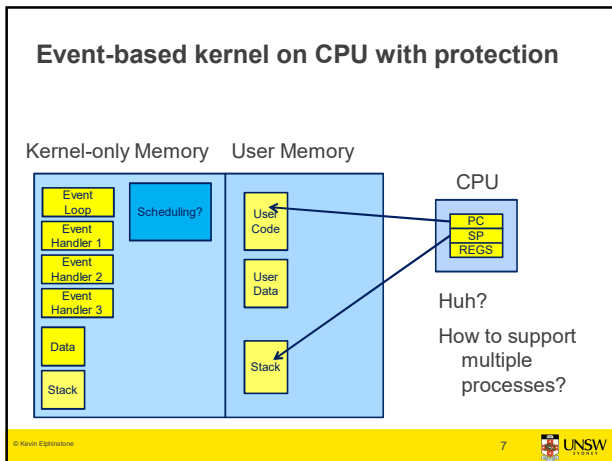 Event-based kernel on CPU with protection
Kernel-only Memory
User Memory
Event
Loop
Event
Handler 1
Event
Handler 2
Event
Handler 3
Data
Stack
Scheduling?
User
Code
User
Data
Stack
CPU
PC
SP
REGS
Huh?
How to support
multiple
processes?
© Kevin Elphinstone
7
UNSW
SYDNEY